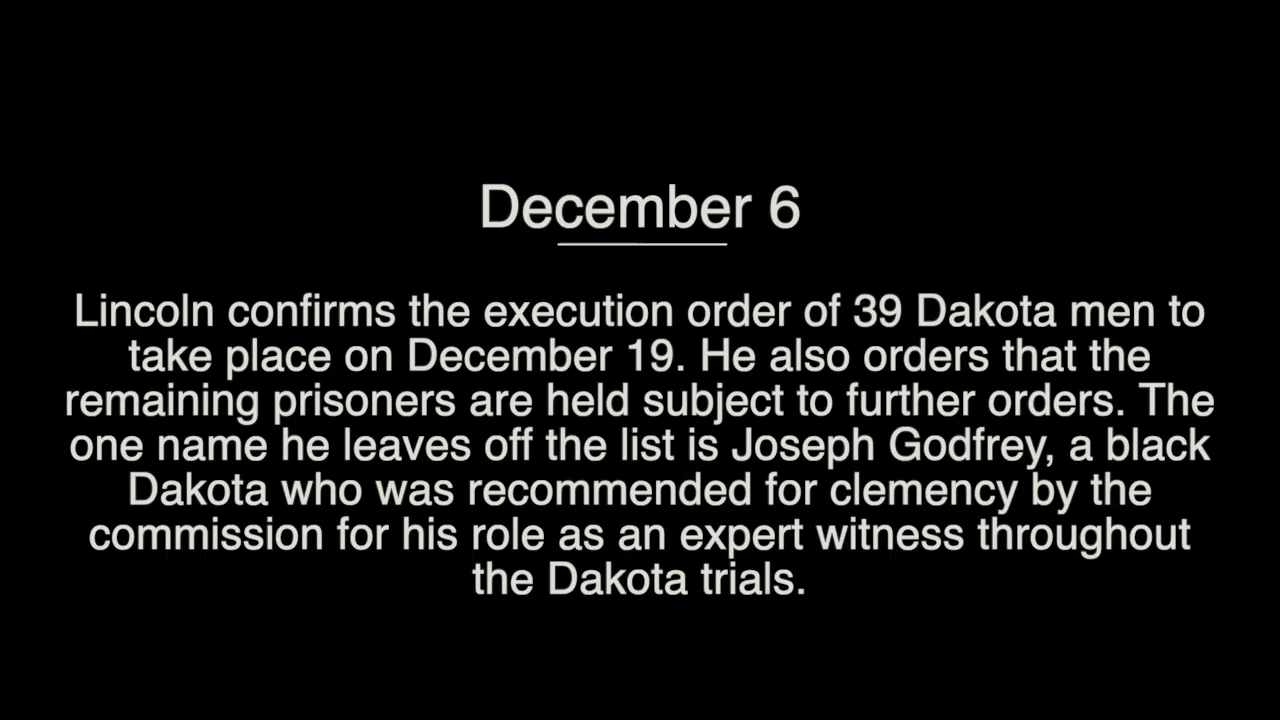 December 6
Lincoln confirms the execution order of 39 Dakota men to
take place on December 19. He also orders that the
remaining prisoners are held subject to further orders. The
one name he leaves off the list is Joseph Godfrey, a black
Dakota who was recommended for clemency by the
commission for his role as an expert witness throughout
the Dakota trials.